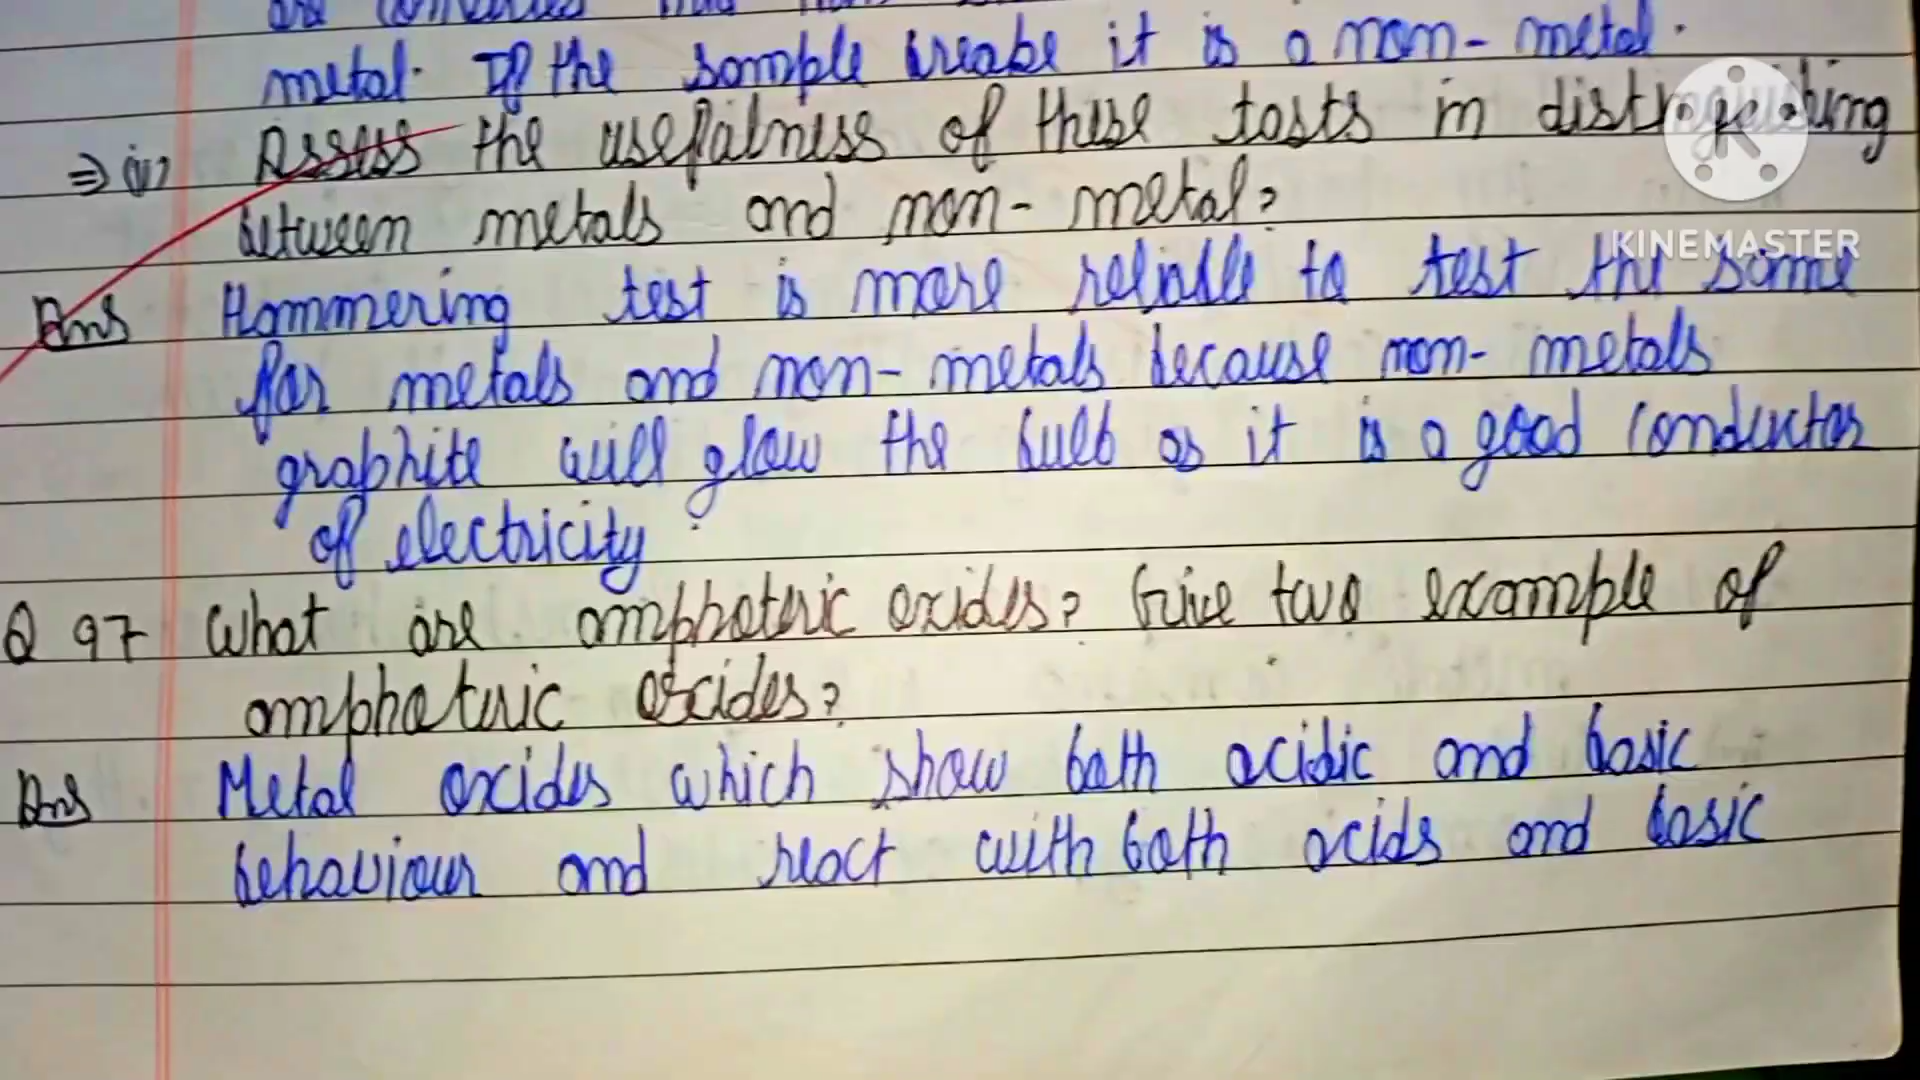 metal. If the sample breake it is a non-metal.
⇒ (ii) Assess the usefulness of these tests in distinguishing
between metals and non-metal?
KINEMASTER
Ans Hammering test is more reliable to test the same
for metals and non-metals because non-metals
graphite will glow the bulb as it is a good conductor
of electricity.
Q 97 What are amphoteric oxides? Give two example of
amphoteric oxides?
Ans Metal oxides which show both acidic and basic
behaviour and react with both acids and basic